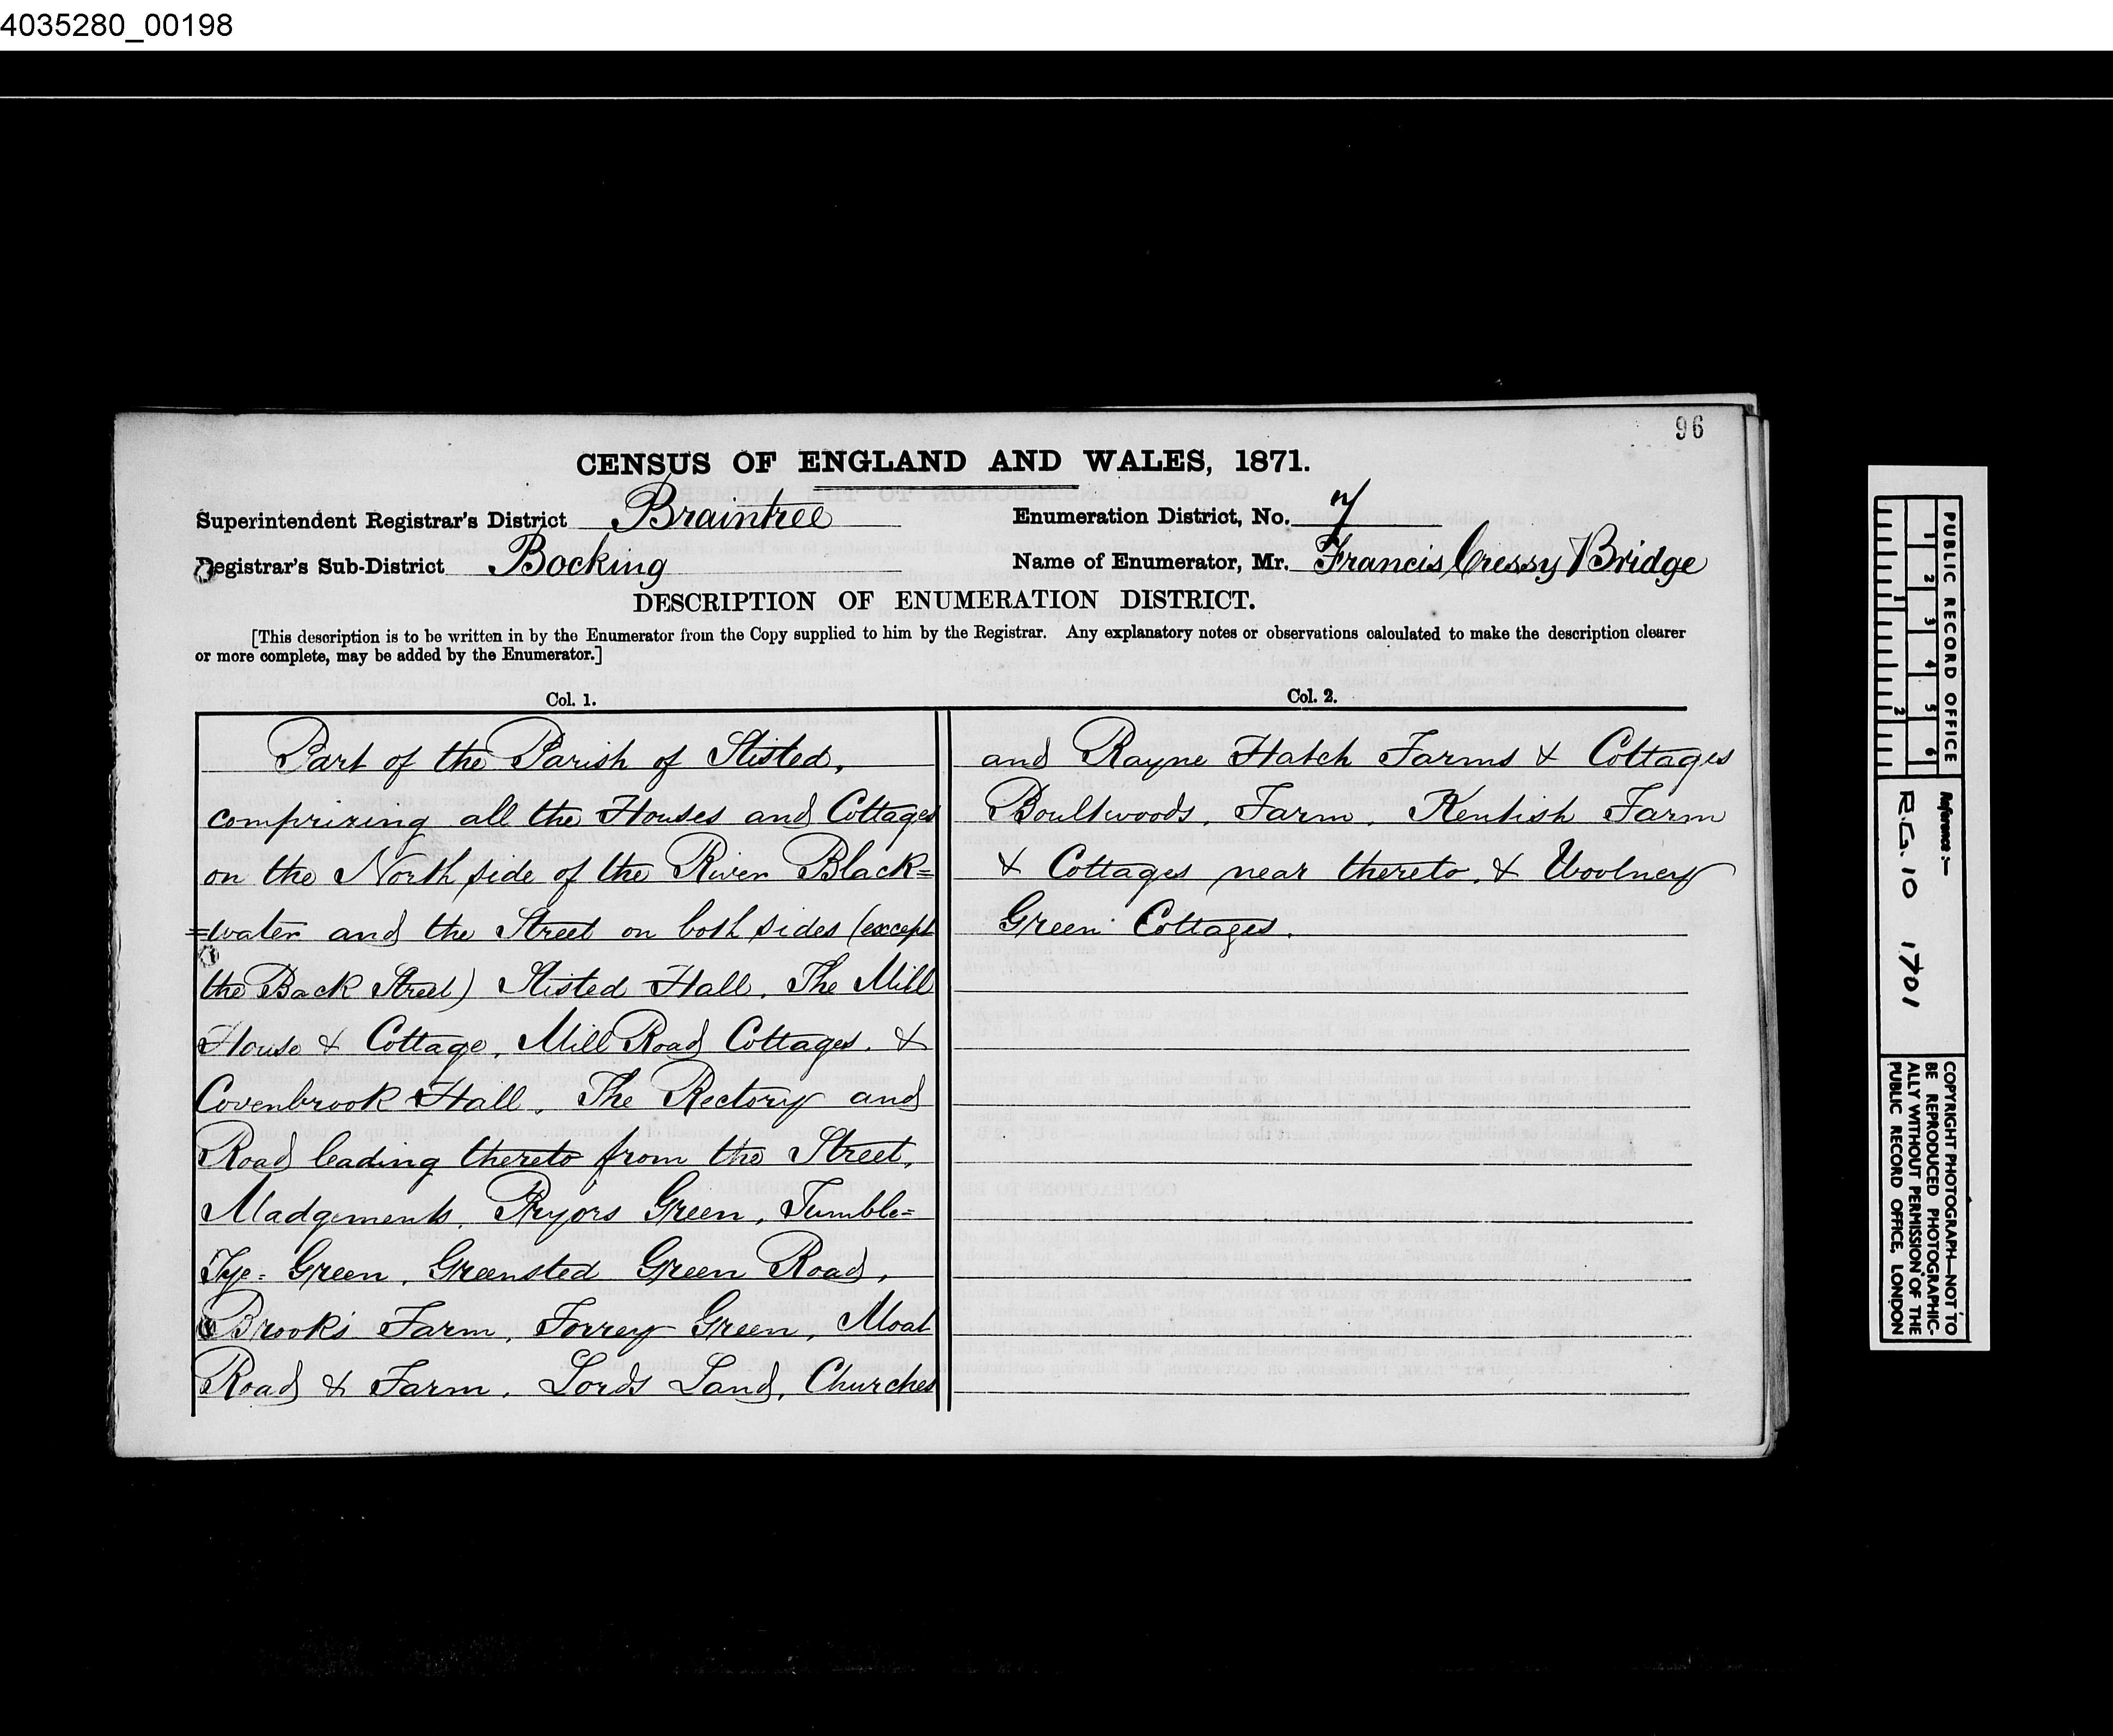 4035280_00198
96
CENSUS OF ENGLAND AND WALES, 1871.
Superintendent Registrar's District Braintree
Enumeration District, No. 7
Registrar's Sub-District Bocking
Name of Enumerator, Mr. Francis Cressy Bridge
DESCRIPTION OF ENUMERATION DISTRICT.
[This description is to be written in by the Enumerator from the Copy supplied to him by the Registrar. Any explanatory notes or observations calculated to make the description clearer
or more complete, may be added by the Enumerator.]
Col. 1.
Part of the Parish of Stisted,
comprizing all the Houses and Cottages
on the North side of the River Black=
=water and the Street on both sides (except
the Back Street) Stisted Hall. The Mill
House & Cottage, Mill Road Cottages, &
Covenbrook Hall, The Rectory and
Road leading thereto from the Street,
Madgements, Pryors Green, Tumble=
Tye= Green, Greensted Green Road,
Brooks Farm, Forrey Green, Moat
Road & Farm, Lords Land, Churches
Col. 2.
and Rayne Hatch Farms & Cottages
Boultwoods, Farm, Kentish Farm
& Cottages near thereto, & Woolnery
Green Cottages.
PUBLIC RECORD OFFICE
1 2 3 4 5 6
1 2
Reference :-
R.G. 10 1701
COPYRIGHT PHOTOGRAPH—NOT TO
BE REPRODUCED PHOTOGRAPHIC-
ALLY WITHOUT PERMISSION OF THE
PUBLIC RECORD OFFICE, LONDON